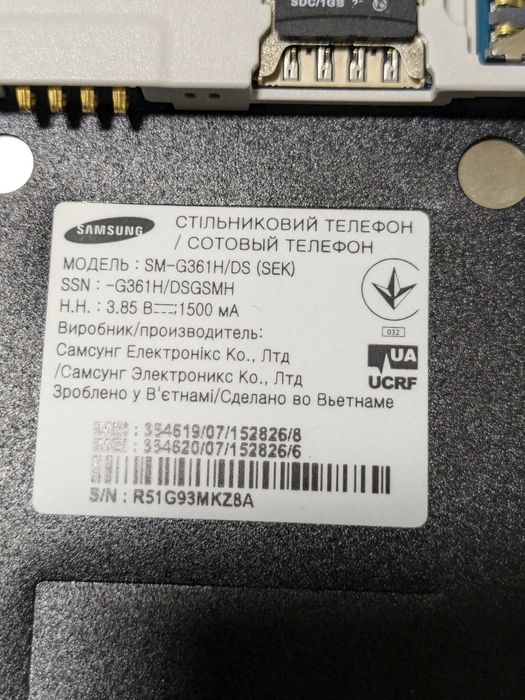 SDC/1GB
SAMSUNG
СТІЛЬНИКОВИЙ ТЕЛЕФОН
/ СОТОВЫЙ ТЕЛЕФОН
МОДЕЛЬ : SM-G361H/DS (SEK)
SSN : -G361H/DSGSMH
Н.Н. : 3.85 В 1500 мА
Виробник/производитель:
Самсунг Електронікс Ко., Лтд
/Самсунг Электроникс Ко., Лтд
Зроблено у В'єтнамі/Сделано во Вьетнаме
032
UA
UCRF
IMEI : 354619/07/152826/8
IMEI : 354620/07/152826/6
S/N : R51G93MKZ8A